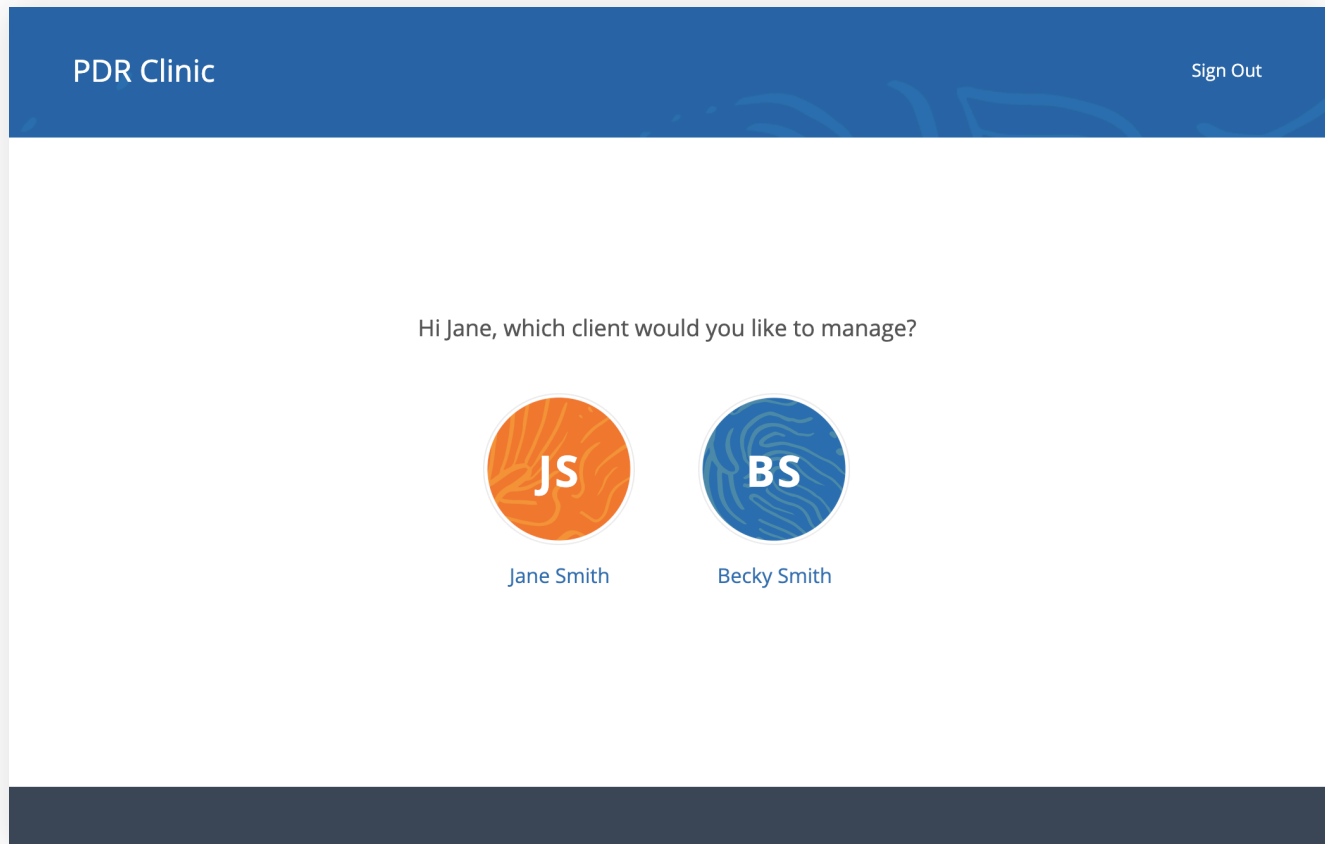 PDR Clinic
Sign Out
Hi Jane, which client would you like to manage?
JS
BS
Jane Smith
Becky Smith